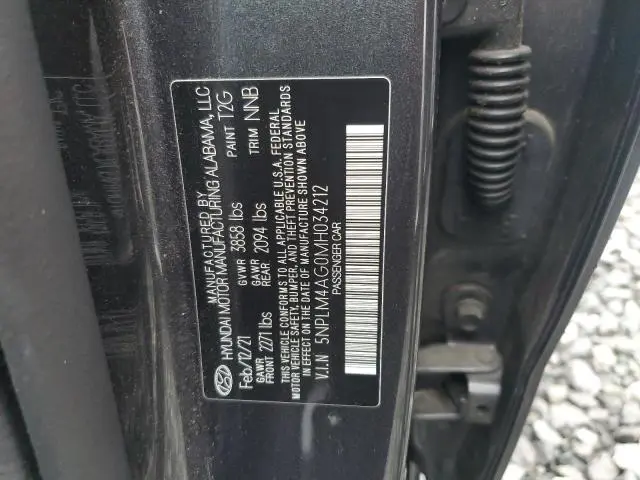 MANUFACTURED BY
HYUNDAI MOTOR MANUFACTURING ALABAMA, LLC
Feb/12/21 GVWR 3858 lbs PAINT T2G
GAWR FRONT 2271 lbs GAWR REAR 2094 lbs TRIM NNB
THIS VEHICLE CONFORMS TO ALL APPLICABLE U.S.A. FEDERAL
MOTOR VEHICLE SAFETY, BUMPER, AND THEFT PREVENTION STANDARDS
IN EFFECT ON THE DATE OF MANUFACTURE SHOWN ABOVE
V.I.N 5NPLM4AG0MH034212
PASSENGER CAR